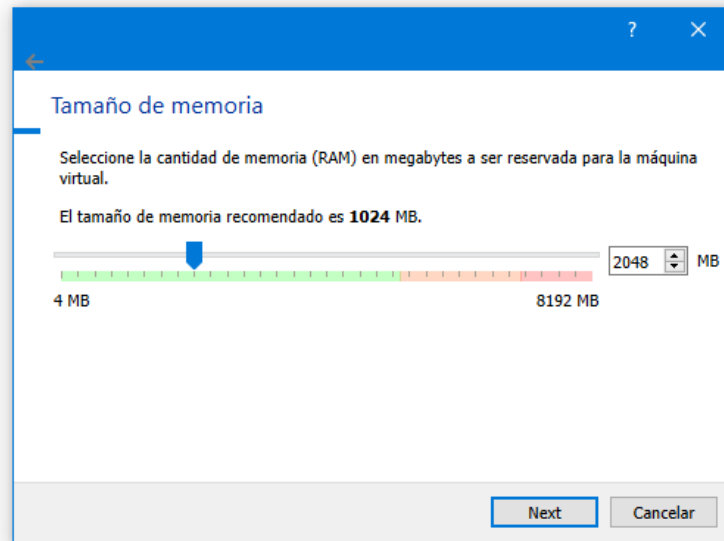 ?
Tamaño de memoria
Seleccione la cantidad de memoria (RAM) en megabytes a ser reservada para la máquina
virtual.
El tamaño de memoria recomendado es 1024 MB.
2048 MB
4 MB 8192 MB
Next Cancelar